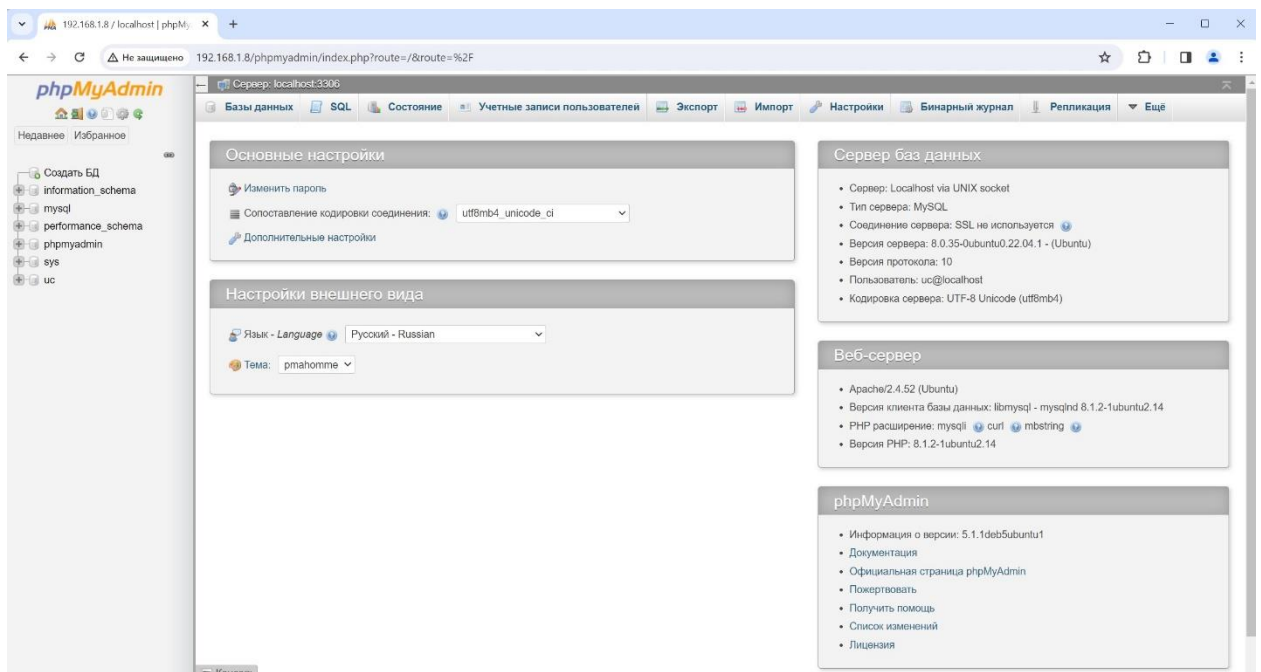 192.168.1.8 / localhost | phpMy
Не защищено 192.168.1.8/phpmyadmin/index.php?route=/&route=%2F
phpMyAdmin
Недавнее Избранное
Создать БД
information_schema
mysql
performance_schema
phpmyadmin
sys
uc
Сервер: localhost:3306
Базы данных SQL Состояние Учетные записи пользователей Экспорт Импорт Настройки Бинарный журнал Репликация Ещё
Основные настройки
Изменить пароль
Сопоставление кодировки соединения: utf8mb4_unicode_ci
Дополнительные настройки
Настройки внешнего вида
Язык - Language Русский - Russian
Тема: pmahomme
Сервер баз данных
• Сервер: Localhost via UNIX socket
• Тип сервера: MySQL
• Соединение сервера: SSL не используется
• Версия сервера: 8.0.35-0ubuntu0.22.04.1 - (Ubuntu)
• Версия протокола: 10
• Пользователь: uc@localhost
• Кодировка сервера: UTF-8 Unicode (utf8mb4)
Веб-сервер
• Apache/2.4.52 (Ubuntu)
• Версия клиента базы данных: libmysql - mysqlnd 8.1.2-1ubuntu2.14
• PHP расширение: mysqli curl mbstring
• Версия PHP: 8.1.2-1ubuntu2.14
phpMyAdmin
• Информация о версии: 5.1.1deb5ubuntu1
• Документация
• Официальная страница phpMyAdmin
• Пожертвовать
• Получить помощь
• Список изменений
• Лицензия